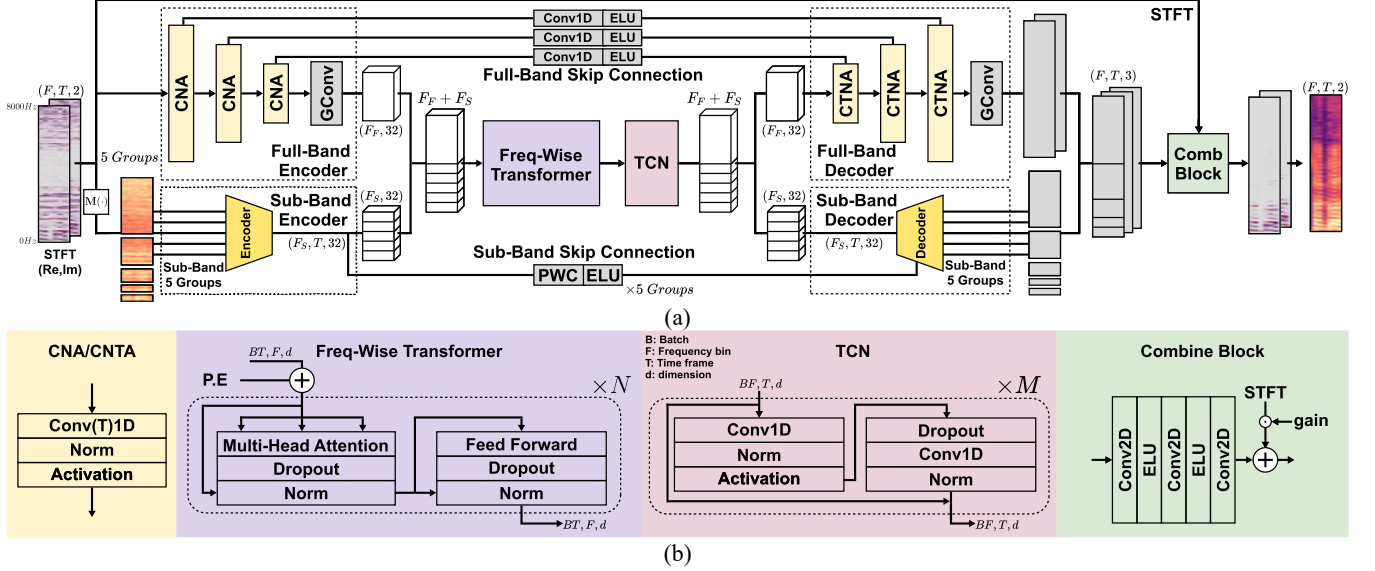 STFT
Conv1D ELU
Conv1D ELU
Conv1D ELU
Full-Band Skip Connection
(F, T, 2)
8000Hz
0Hz
STFT
(Re,Im)
5 Groups
M(·)
CNA
CNA
CNA
GConv
Full-Band
Encoder
(F_F, 32)
Sub-Band
Encoder
Encoder
(F_S, T, 32)
Sub-Band
5 Groups
(F_S, 32)
F_F + F_S
Freq-Wise
Transformer
TCN
F_F + F_S
Sub-Band Skip Connection
PWC ELU
×5 Groups
(F_F, 32)
CTNA
CTNA
CTNA
GConv
Full-Band
Decoder
(F_S, 32)
Sub-Band
Decoder
(F_S, T, 32)
Decoder
Sub-Band
5 Groups
(F, T, 3)
Comb
Block
(F, T, 2)
(a)
CNA/CNTA
Conv(T)1D
Norm
Activation
Freq-Wise Transformer
BT, F, d
P.E
×N
Multi-Head Attention
Dropout
Norm
Feed Forward
Dropout
Norm
BT, F, d
B: Batch
F: Frequency bin
T: Time frame
d: dimension
TCN
BF, T, d
×M
Conv1D
Norm
Activation
Dropout
Conv1D
Norm
BF, T, d
Combine Block
Conv2D
ELU
Conv2D
ELU
Conv2D
STFT
gain
(b)